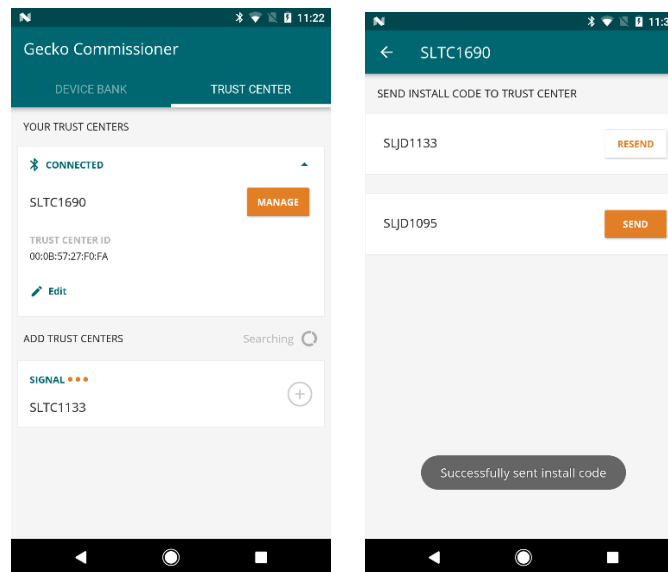 11:22
Gecko Commissioner
DEVICE BANK TRUST CENTER
YOUR TRUST CENTERS
CONNECTED
SLTC1690 MANAGE
TRUST CENTER ID
00:0B:57:27:F0:FA
Edit
ADD TRUST CENTERS Searching
SIGNAL
SLTC1133
SLTC1690
SEND INSTALL CODE TO TRUST CENTER
SLJD1133 RESEND
SLJD1095 SEND
Successfully sent install code